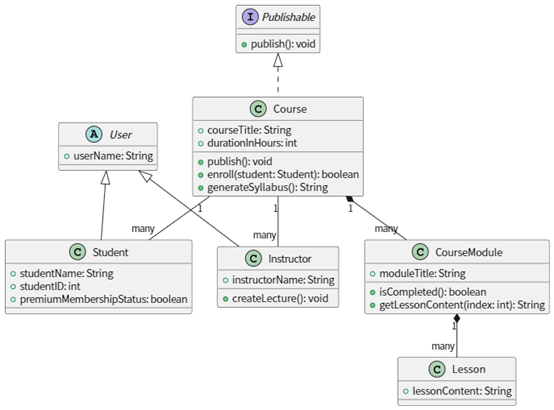 I Publishable
publish(): void
C Course
courseTitle: String
durationInHours: int
publish(): void
enroll(student: Student): boolean
generateSyllabus(): String
A User
userName: String
1
1
1
many
many
many
C Student
studentName: String
studentID: int
premiumMembershipStatus: boolean
C Instructor
instructorName: String
createLecture(): void
C CourseModule
moduleTitle: String
isCompleted(): boolean
getLessonContent(index: int): String
1
many
C Lesson
lessonContent: String